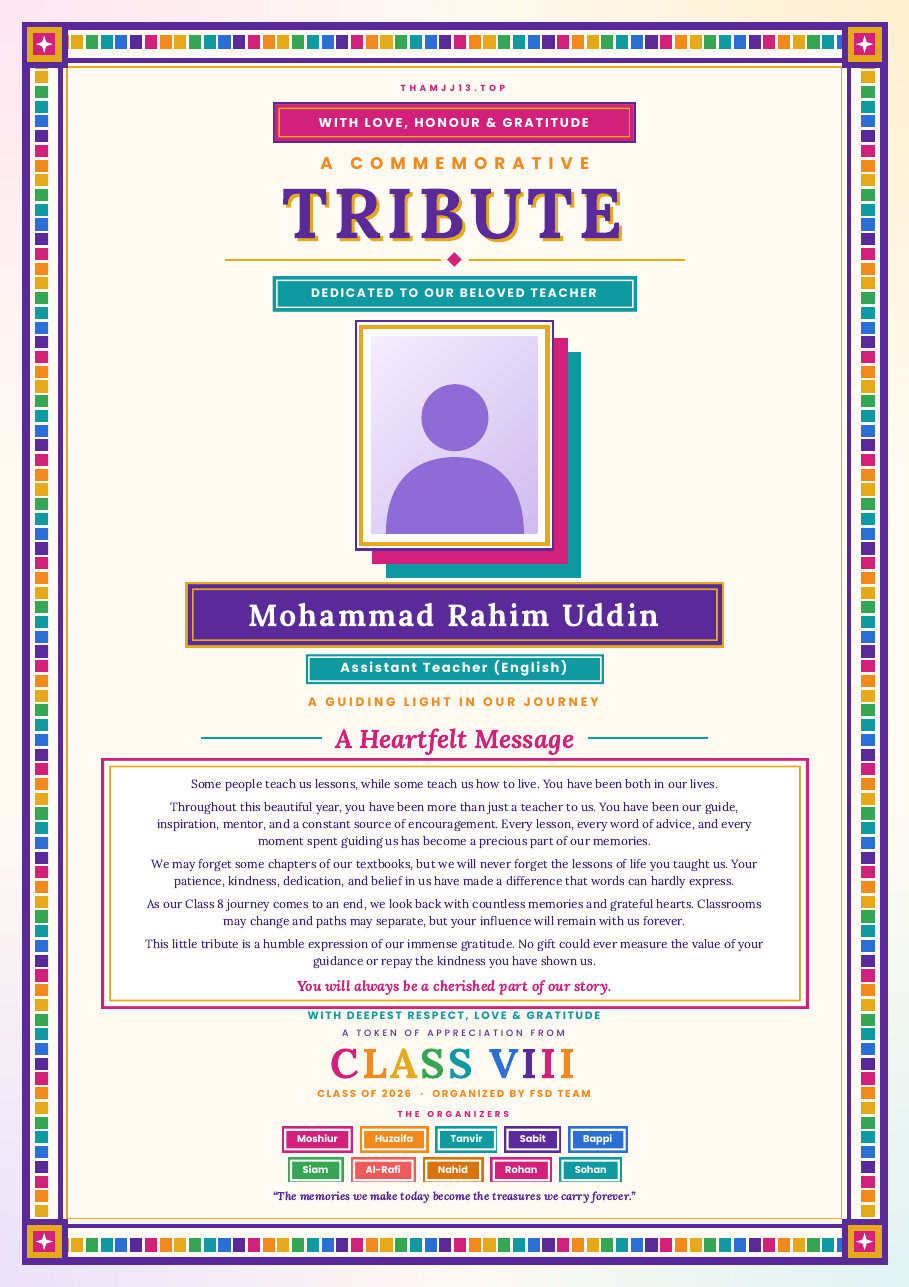 THAMJJ13.TOP
WITH LOVE, HONOUR & GRATITUDE
A COMMEMORATIVE
TRIBUTE
DEDICATED TO OUR BELOVED TEACHER
Mohammad Rahim Uddin
Assistant Teacher (English)
A GUIDING LIGHT IN OUR JOURNEY
A Heartfelt Message
Some people teach us lessons, while some teach us how to live. You have been both in our lives.
Throughout this beautiful year, you have been more than just a teacher to us. You have been our guide,
inspiration, mentor, and a constant source of encouragement. Every lesson, every word of advice, and every
moment spent guiding us has become a precious part of our memories.
We may forget some chapters of our textbooks, but we will never forget the lessons of life you taught us. Your
patience, kindness, dedication, and belief in us have made a difference that words can hardly express.
As our Class 8 journey comes to an end, we look back with countless memories and grateful hearts. Classrooms
may change and paths may separate, but your influence will remain with us forever.
This little tribute is a humble expression of our immense gratitude. No gift could ever measure the value of your
guidance or repay the kindness you have shown us.
You will always be a cherished part of our story.
WITH DEEPEST RESPECT, LOVE & GRATITUDE
A TOKEN OF APPRECIATION FROM
CLASS VIII
CLASS OF 2026 · ORGANIZED BY FSD TEAM
THE ORGANIZERS
Moshiur Huzaifa Tanvir Sabit Bappi
Siam Al-Rafi Nahid Rohan Sohan
“The memories we make today become the treasures we carry forever.”